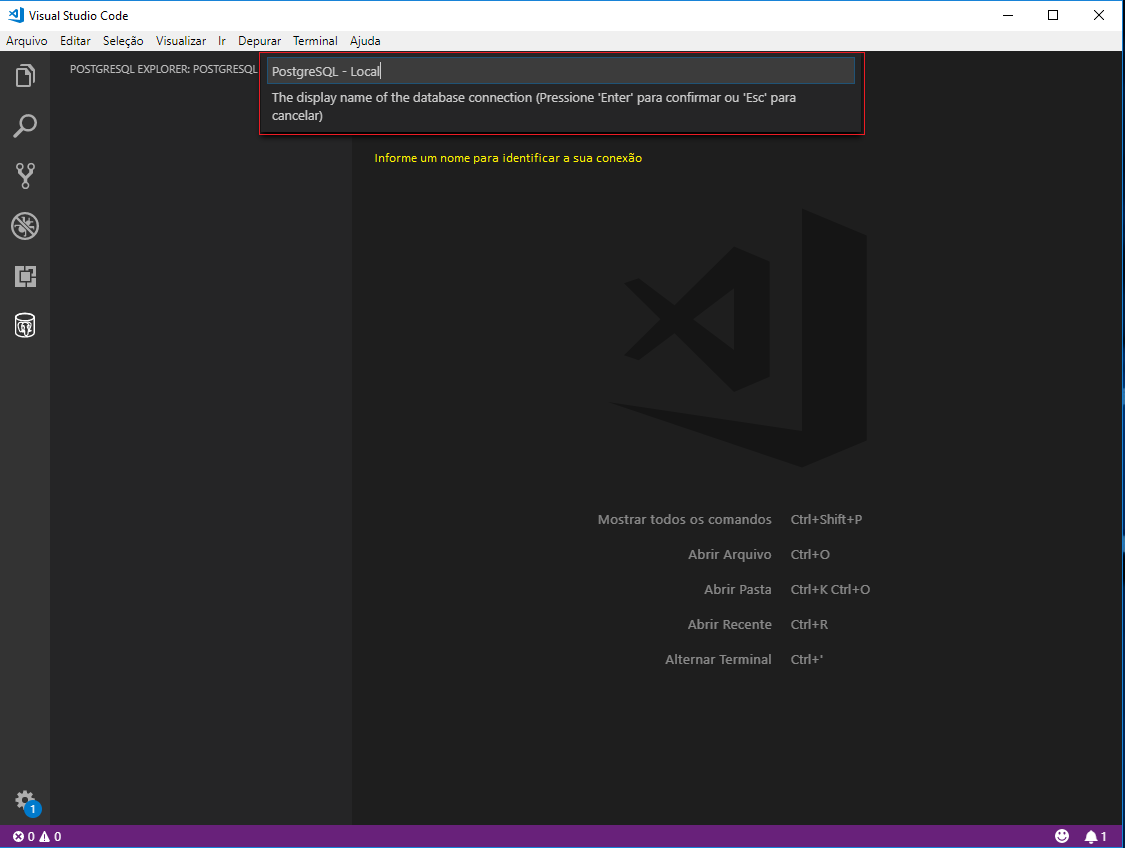 Visual Studio Code
Arquivo Editar Seleção Visualizar Ir Depurar Terminal Ajuda
POSTGRESQL EXPLORER: POSTGRESQL
PostgreSQL - Local
The display name of the database connection (Pressione 'Enter' para confirmar ou 'Esc' para
cancelar)
Informe um nome para identificar a sua conexão
Mostrar todos os comandos Ctrl+Shift+P
Abrir Arquivo Ctrl+O
Abrir Pasta Ctrl+K Ctrl+O
Abrir Recente Ctrl+R
Alternar Terminal Ctrl+'
1
0 0
1